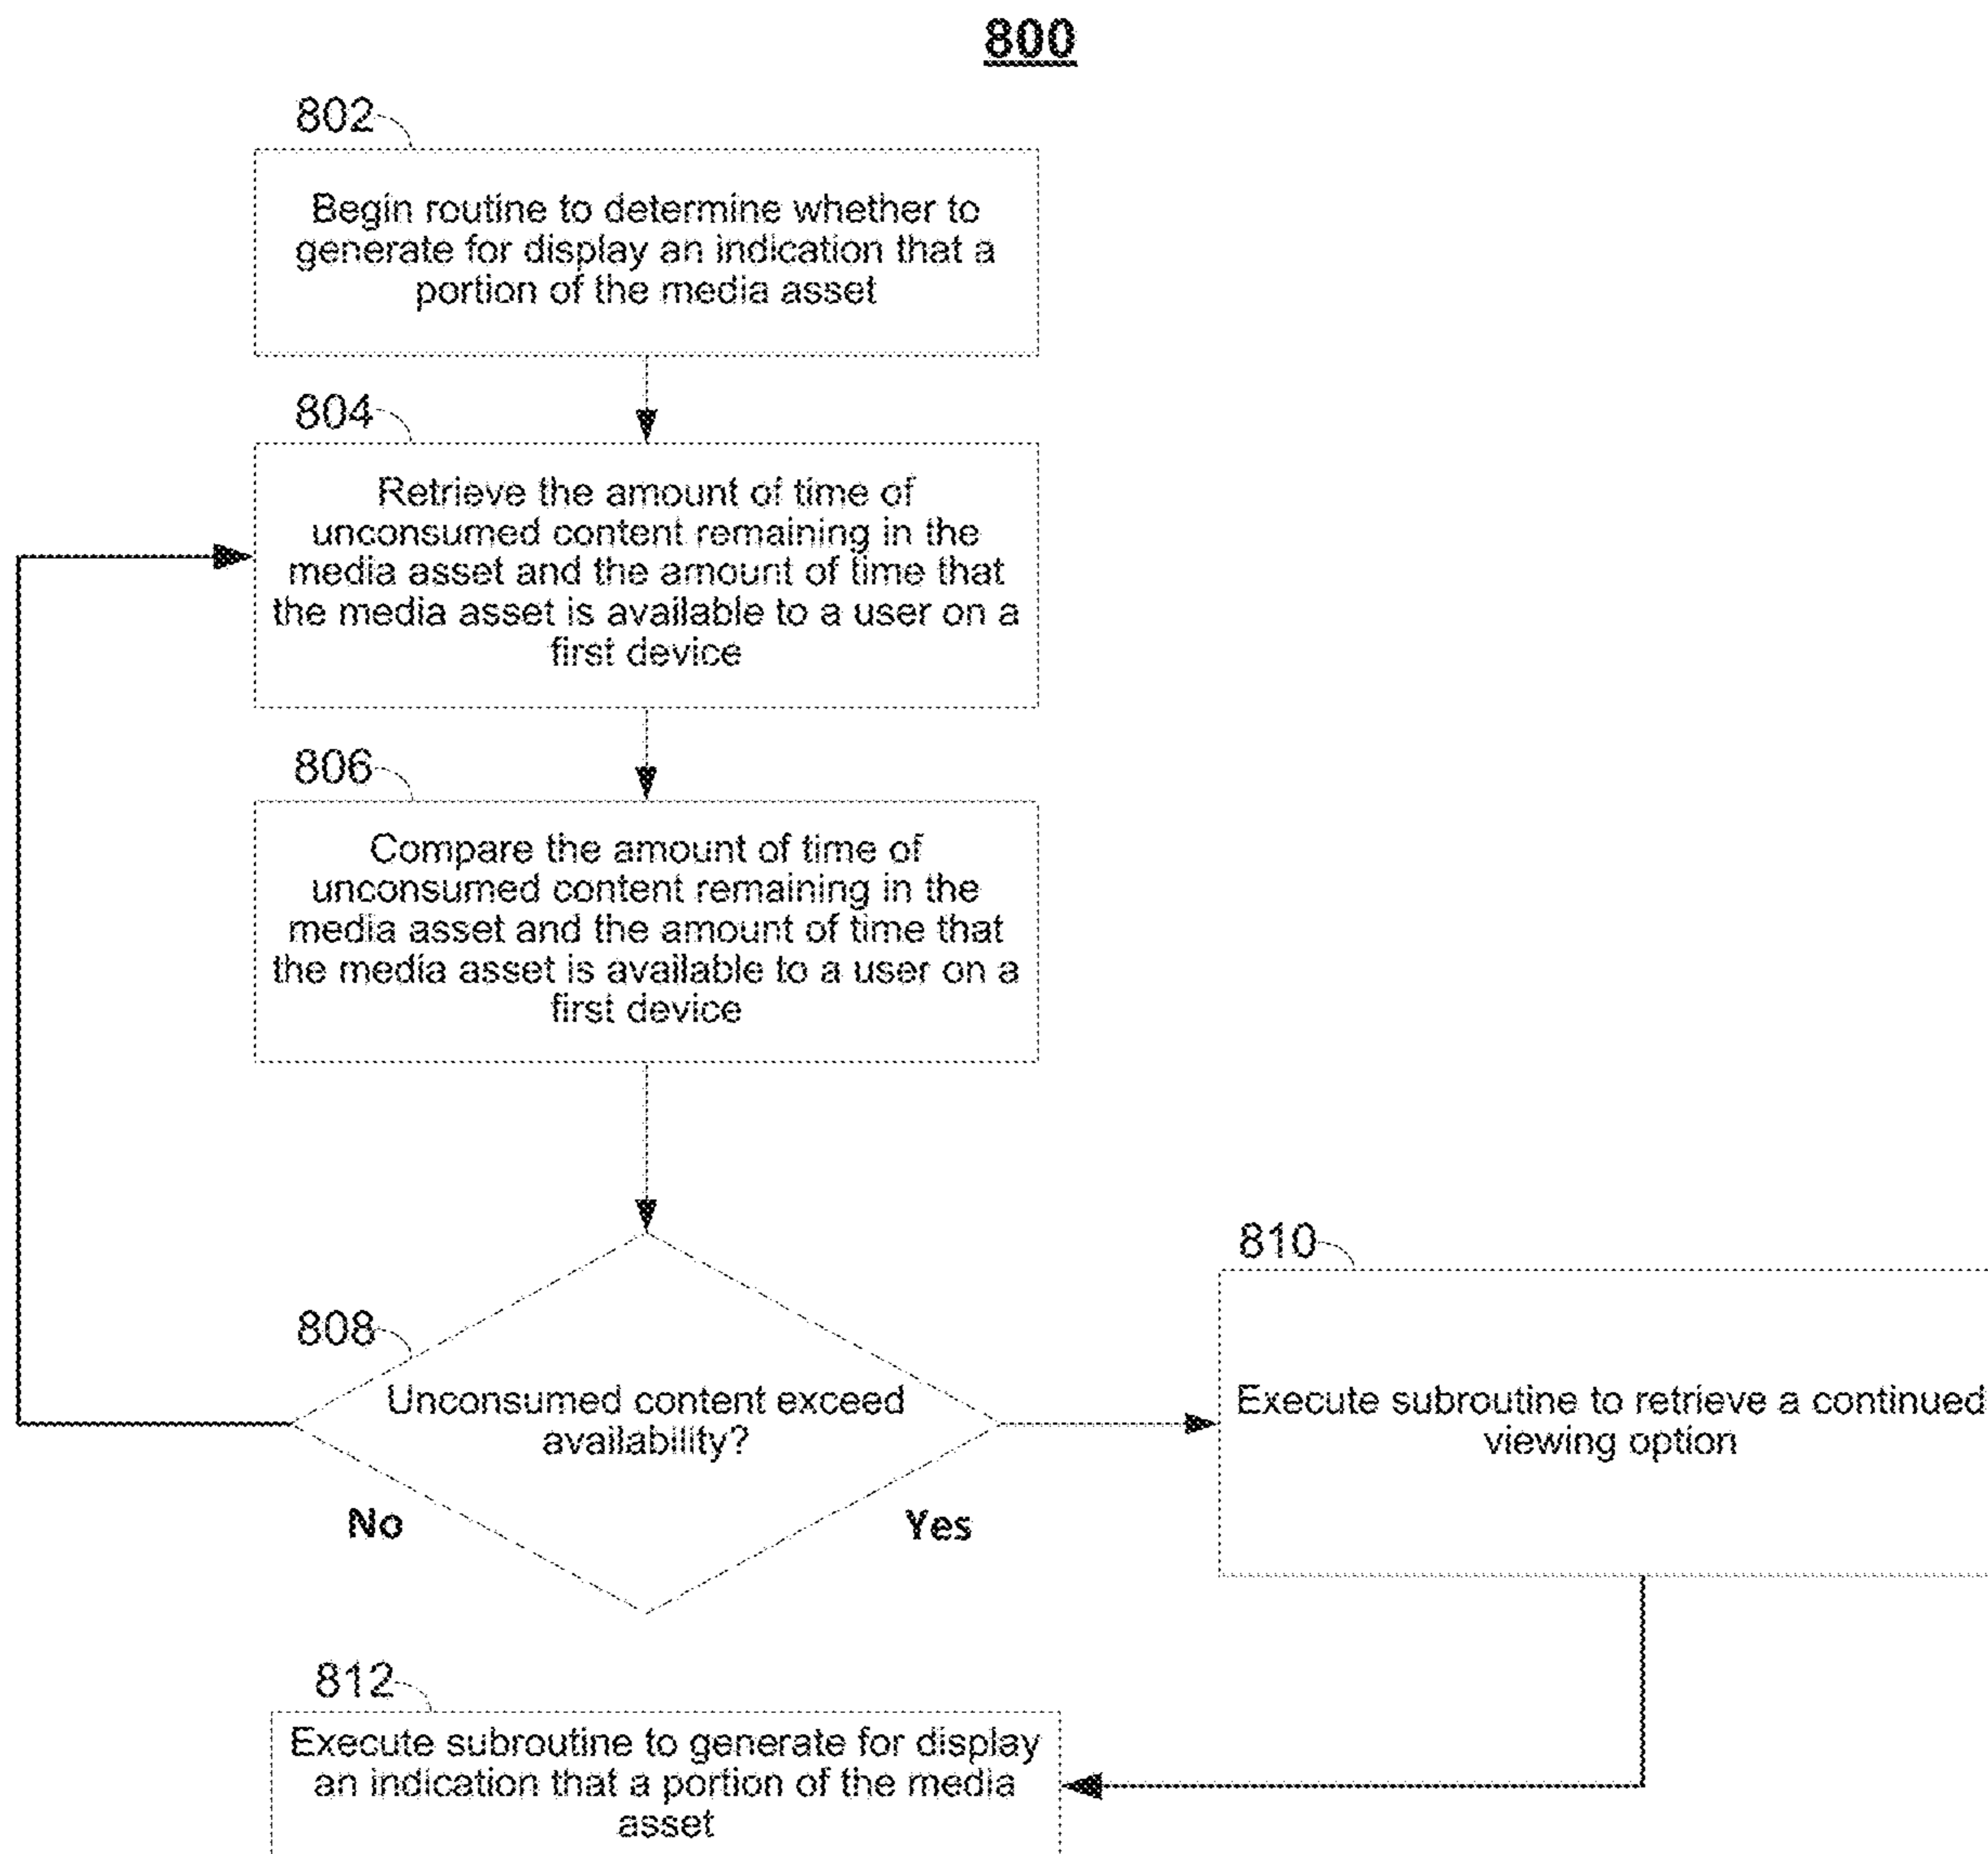 800
802
Begin routine to determine whether to
generate for display an indication that a
portion of the media asset
804
Retrieve the amount of time of
unconsumed content remaining in the
media asset and the amount of time that
the media asset is available to a user on a
first device
806
Compare the amount of time of
unconsumed content remaining in the
media asset and the amount of time that
the media asset is available to a user on a
first device
808
Unconsumed content exceed
availability?
No
Yes
810
Execute subroutine to retrieve a continued
viewing option
812
Execute subroutine to generate for display
an indication that a portion of the media
asset